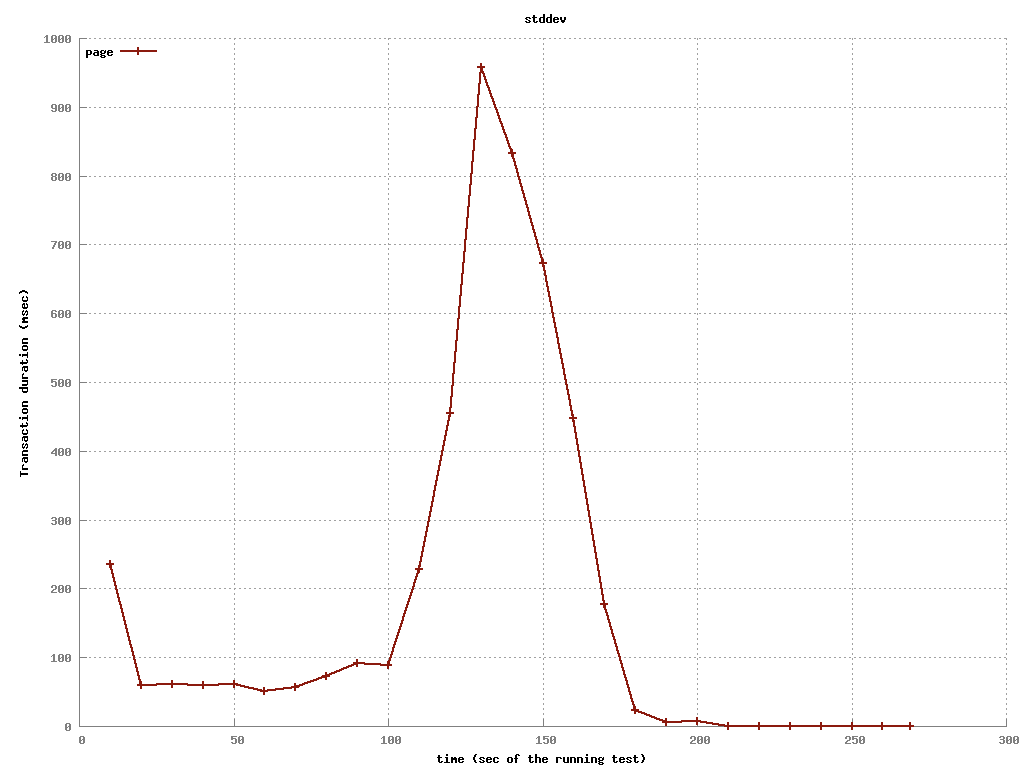 stddev
1000
page
900
800
700
600
500
400
300
200
100
0
Transaction duration (msec)
0 50 100 150 200 250 300
time (sec of the running test)